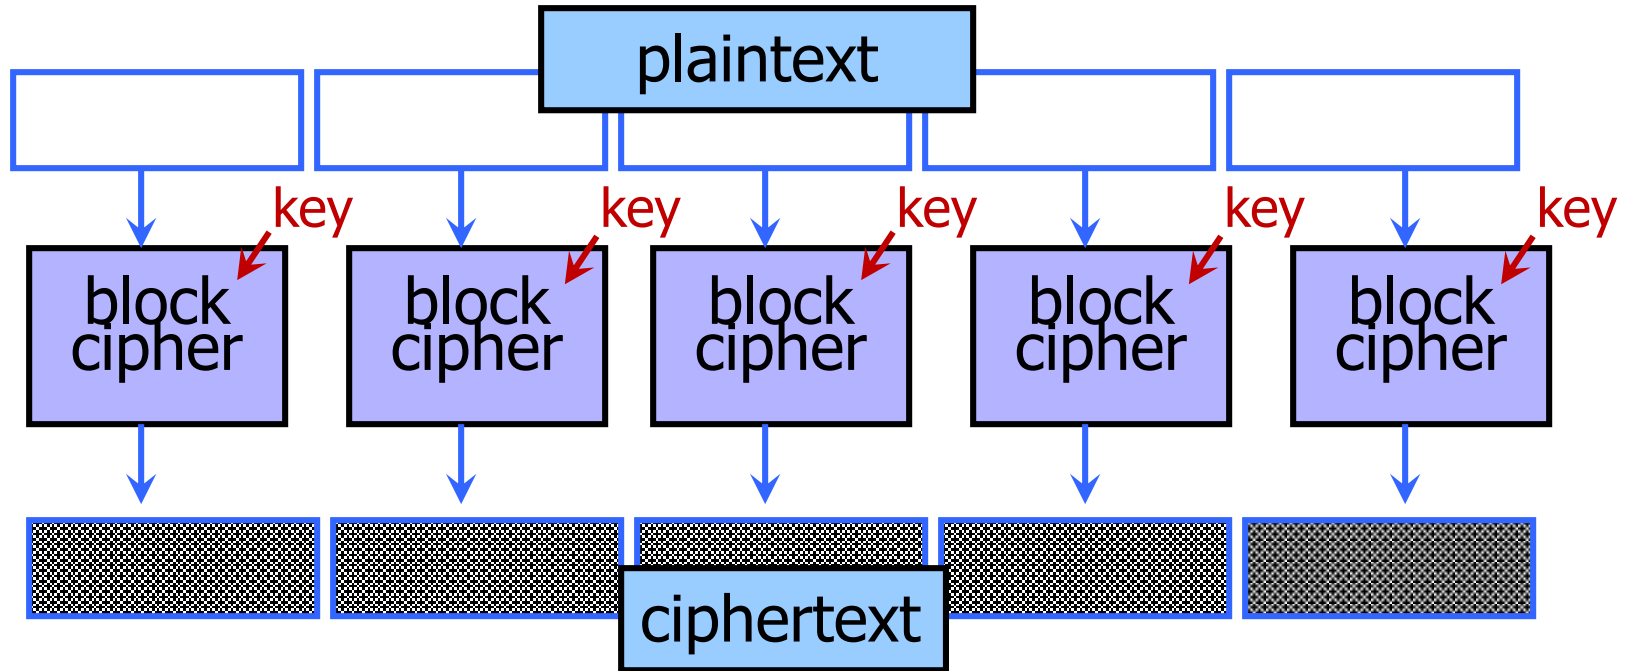 plaintext
key
key
key
key
key
block
cipher
block
cipher
block
cipher
block
cipher
block
cipher
ciphertext